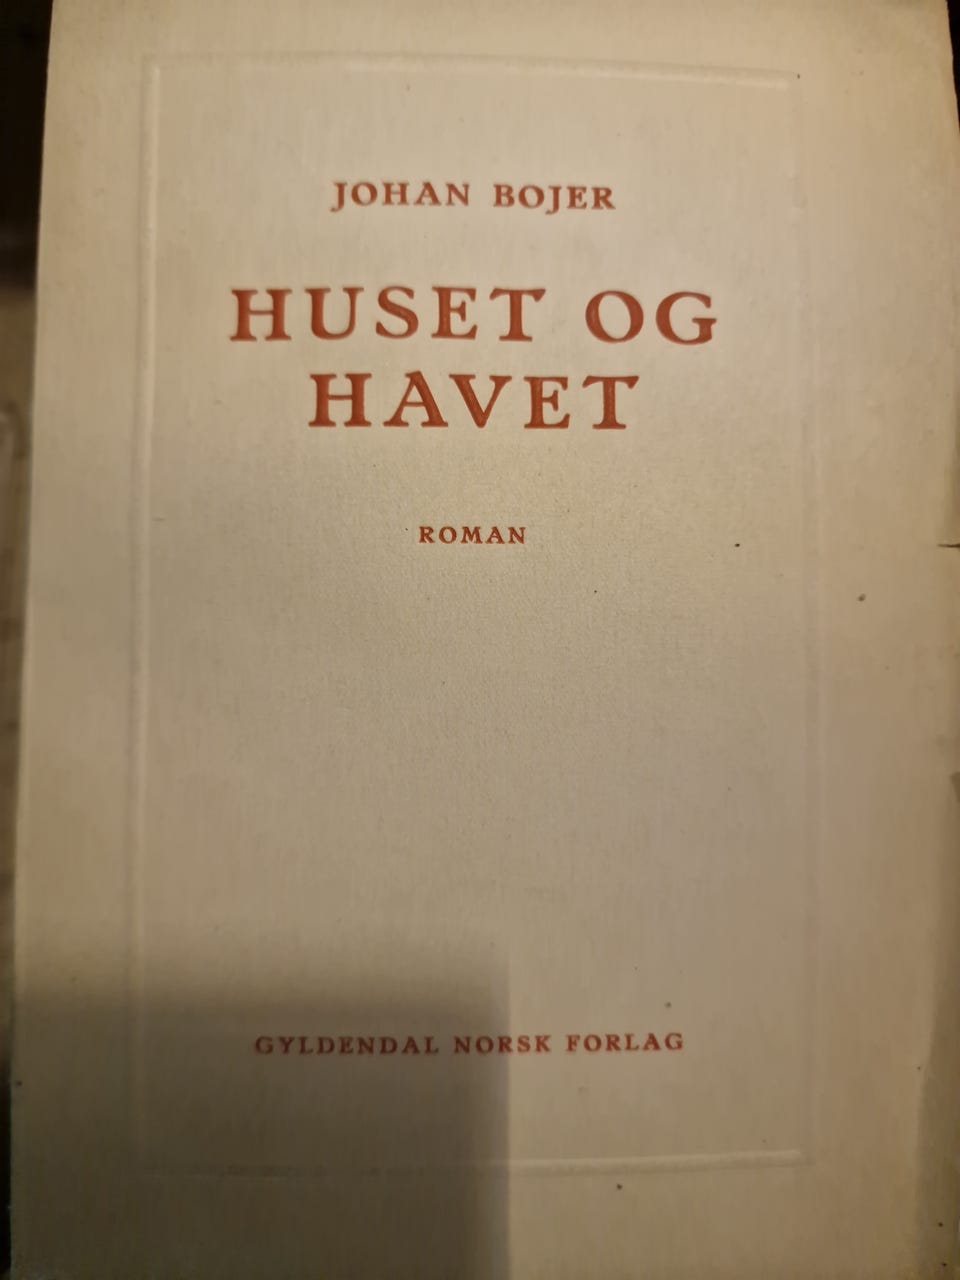 JOHAN BOJER
HUSET OG
HAVET
ROMAN
GYLDENDAL NORSK FORLAG